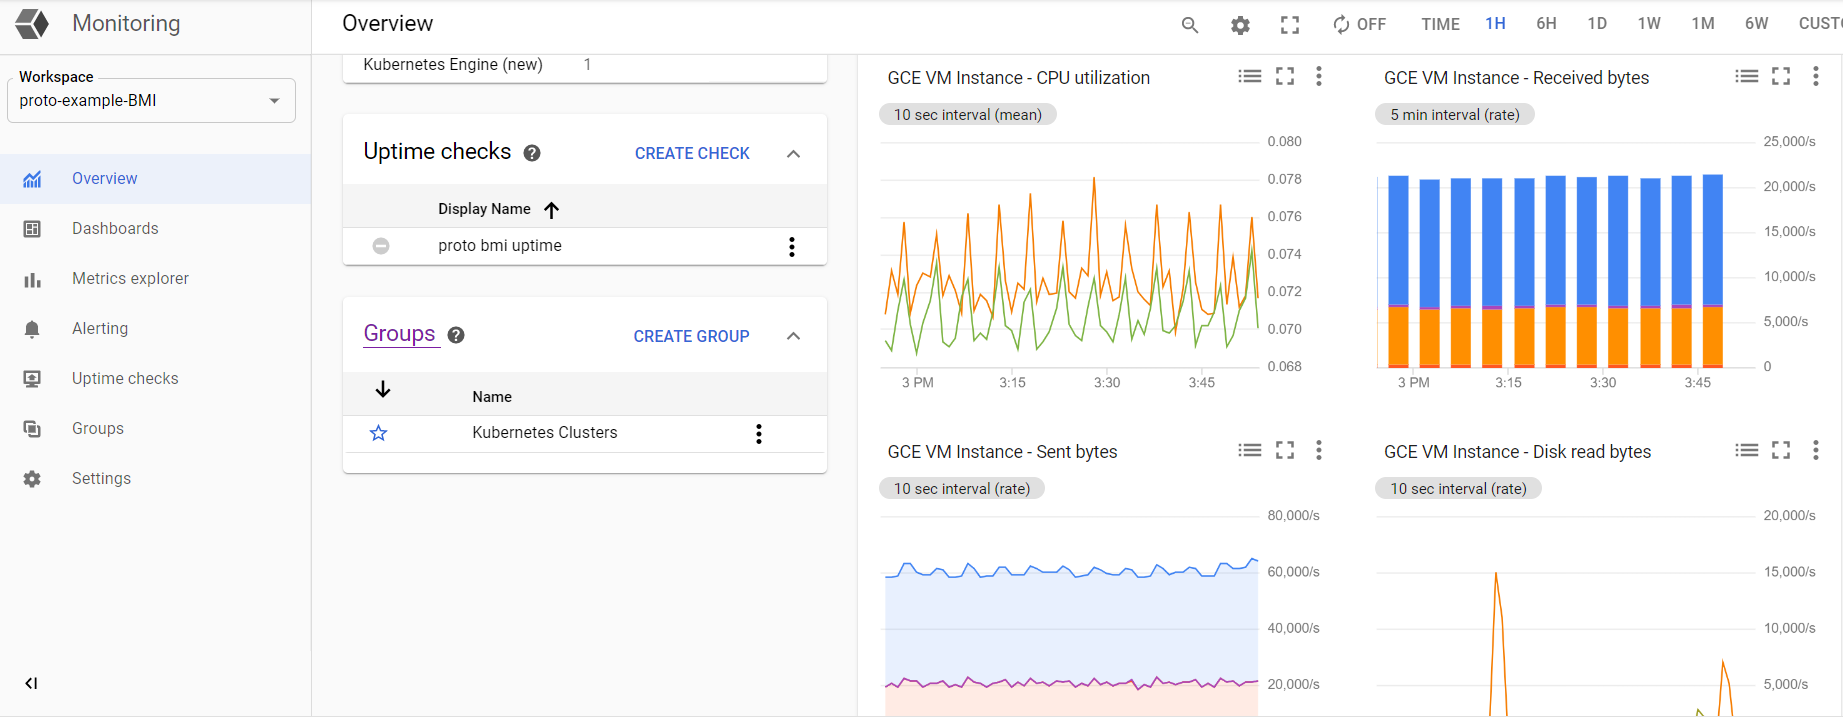 Monitoring
Workspace
proto-example-BMI
Overview
Dashboards
Metrics explorer
Alerting
Uptime checks
Groups
Settings
Overview
OFF
TIME
1H
6H
1D
1W
1M
6W
CUSTO
Kubernetes Engine (new) 1
Uptime checks
CREATE CHECK
Display Name
proto bmi uptime
Groups
CREATE GROUP
Name
Kubernetes Clusters
GCE VM Instance - CPU utilization
10 sec interval (mean)
0.080
0.078
0.076
0.074
0.072
0.070
0.068
3 PM 3:15 3:30 3:45
GCE VM Instance - Received bytes
5 min interval (rate)
25,000/s
20,000/s
15,000/s
10,000/s
5,000/s
0
3 PM 3:15 3:30 3:45
GCE VM Instance - Sent bytes
10 sec interval (rate)
80,000/s
60,000/s
40,000/s
20,000/s
GCE VM Instance - Disk read bytes
10 sec interval (rate)
20,000/s
15,000/s
10,000/s
5,000/s